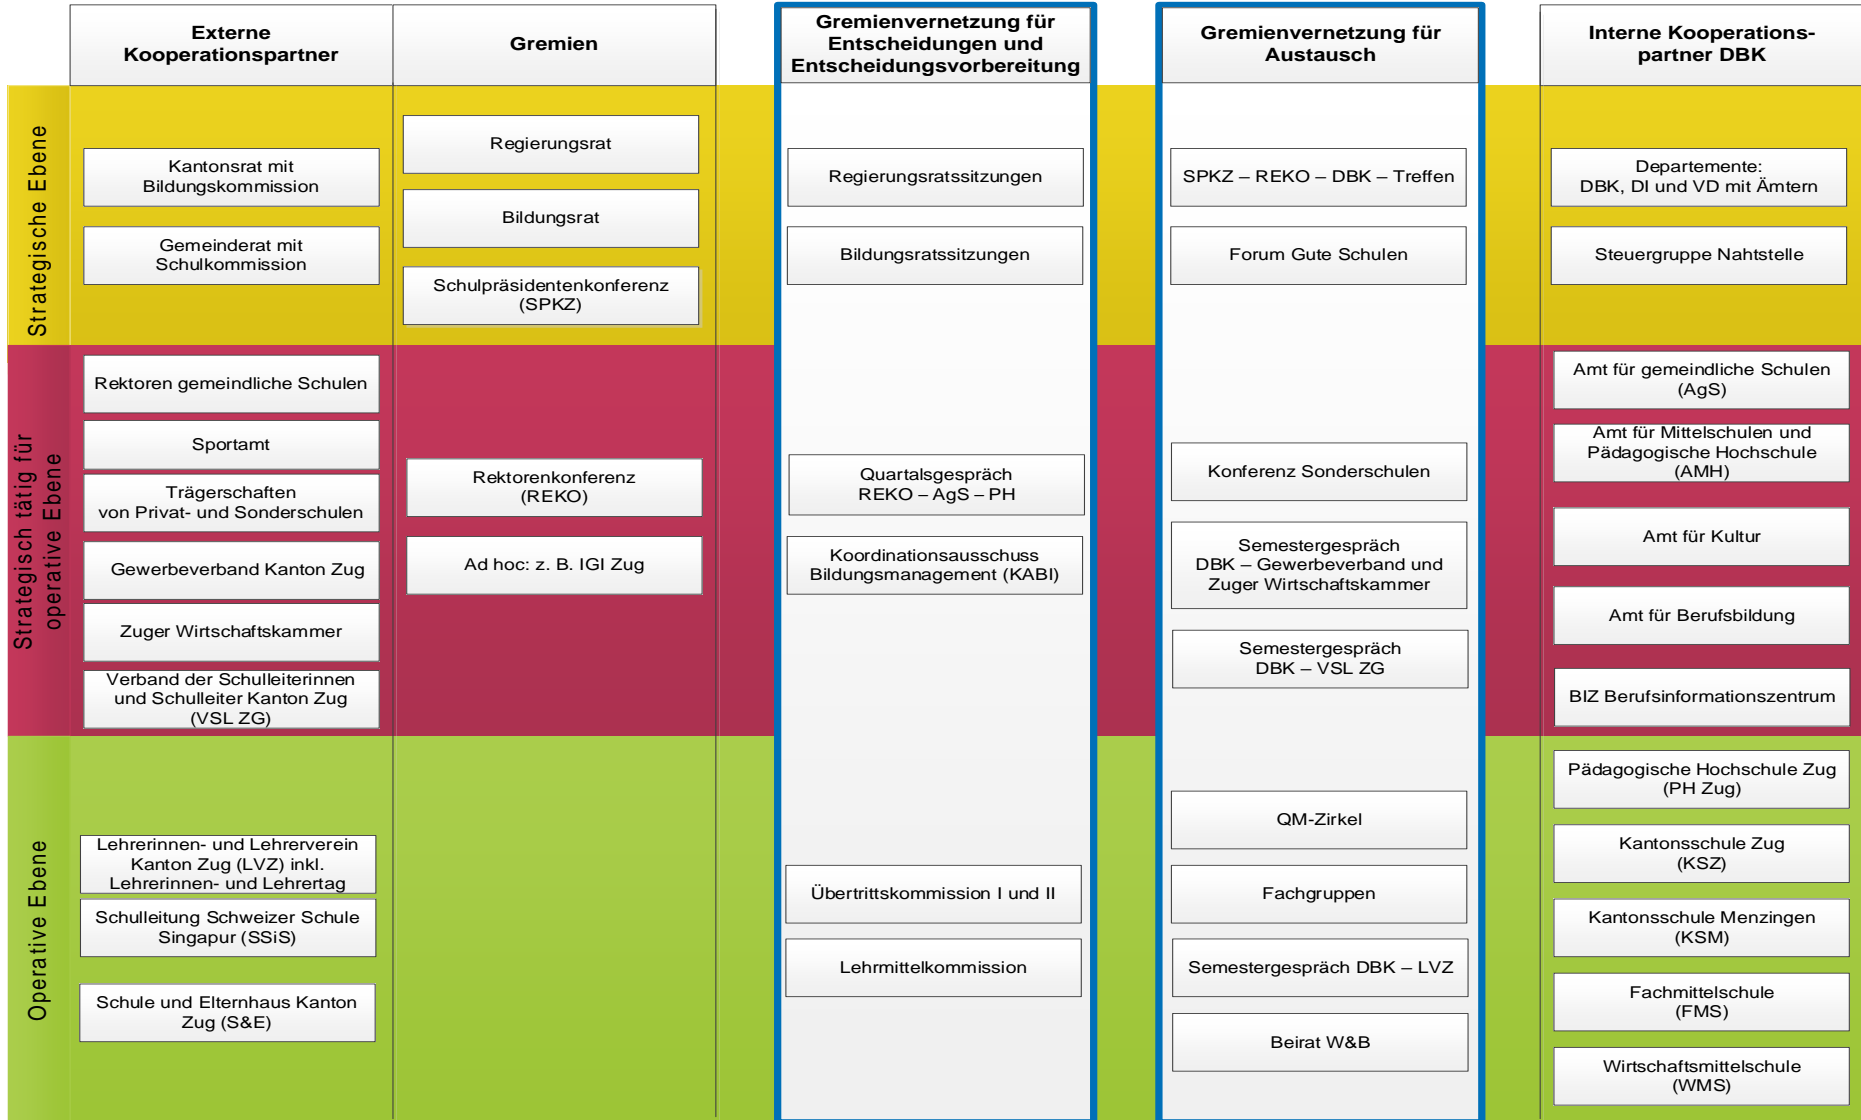 Externe
Kooperationspartner
Gremien
Gremienvernetzung für
Entscheidungen und
Entscheidungsvorbereitung
Gremienvernetzung für
Austausch
Interne Kooperations-
partner DBK
Strategische Ebene
Kantonsrat mit
Bildungskommission
Gemeinderat mit
Schulkommission
Regierungsrat
Bildungsrat
Schulpräsidentenkonferenz
(SPKZ)
Regierungsratssitzungen
Bildungsratssitzungen
SPKZ – REKO – DBK – Treffen
Forum Gute Schulen
Departemente:
DBK, DI und VD mit Ämtern
Steuergruppe Nahtstelle
Strategisch tätig für
operative Ebene
Rektoren gemeindliche Schulen
Sportamt
Trägerschaften
von Privat- und Sonderschulen
Gewerbeverband Kanton Zug
Zuger Wirtschaftskammer
Verband der Schulleiterinnen
und Schulleiter Kanton Zug
(VSL ZG)
Rektorenkonferenz
(REKO)
Ad hoc: z. B. IGI Zug
Quartalsgespräch
REKO – AgS – PH
Koordinationsausschuss
Bildungsmanagement (KABI)
Konferenz Sonderschulen
Semestergespräch
DBK – Gewerbeverband und
Zuger Wirtschaftskammer
Semestergespräch
DBK – VSL ZG
Amt für gemeindliche Schulen
(AgS)
Amt für Mittelschulen und
Pädagogische Hochschule
(AMH)
Amt für Kultur
Amt für Berufsbildung
BIZ Berufsinformationszentrum
Operative Ebene
Lehrerinnen- und Lehrerverein
Kanton Zug (LVZ) inkl.
Lehrerinnen- und Lehrertag
Schulleitung Schweizer Schule
Singapur (SSiS)
Schule und Elternhaus Kanton
Zug (S&E)
Übertrittskommission I und II
Lehrmittelkommission
QM-Zirkel
Fachgruppen
Semestergespräch DBK – LVZ
Beirat W&B
Pädagogische Hochschule Zug
(PH Zug)
Kantonsschule Zug
(KSZ)
Kantonsschule Menzingen
(KSM)
Fachmittelschule
(FMS)
Wirtschaftsmittelschule
(WMS)